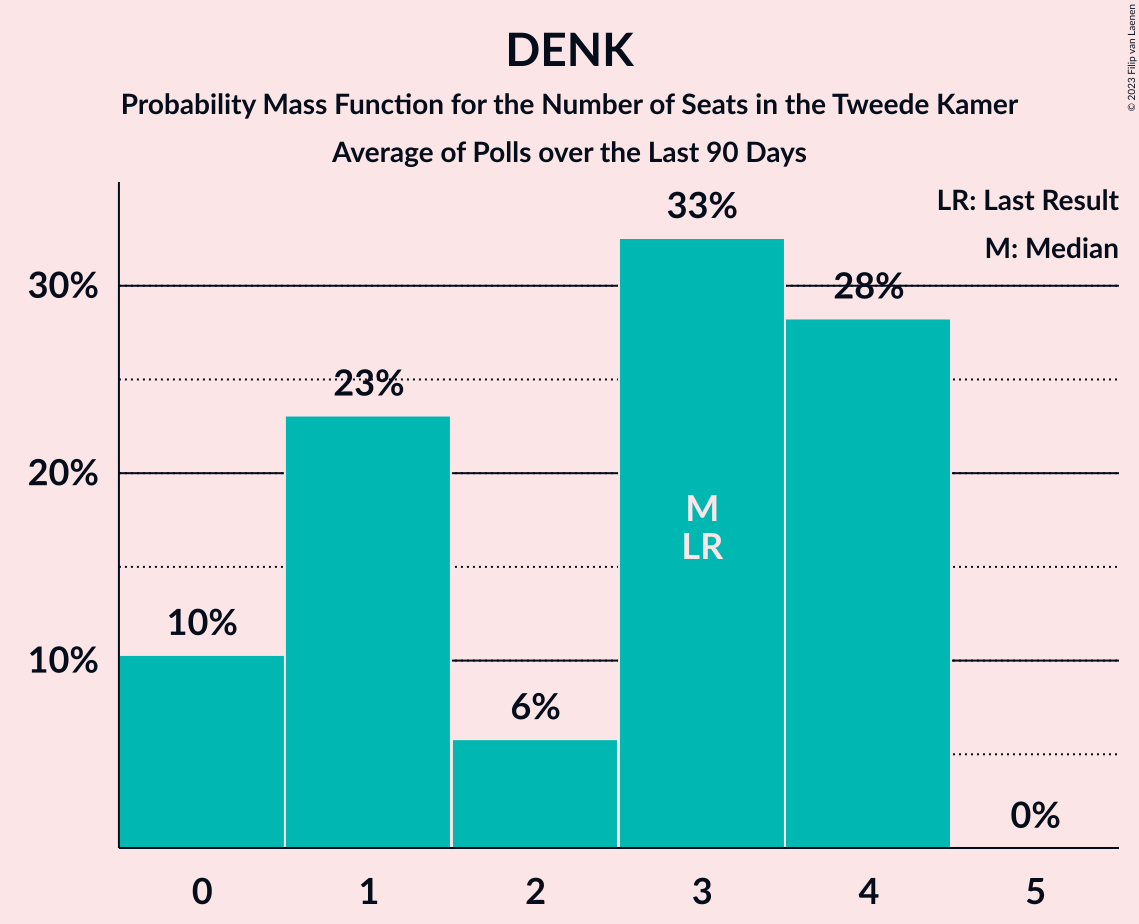 DENK
Probability Mass Function for the Number of Seats in the Tweede Kamer
Average of Polls over the Last 90 Days
© 2023 Filip van Laenen
LR: Last Result
M: Median
33%
30%
28%
23%
20%
M
LR
10%
10%
6%
0%
0 1 2 3 4 5